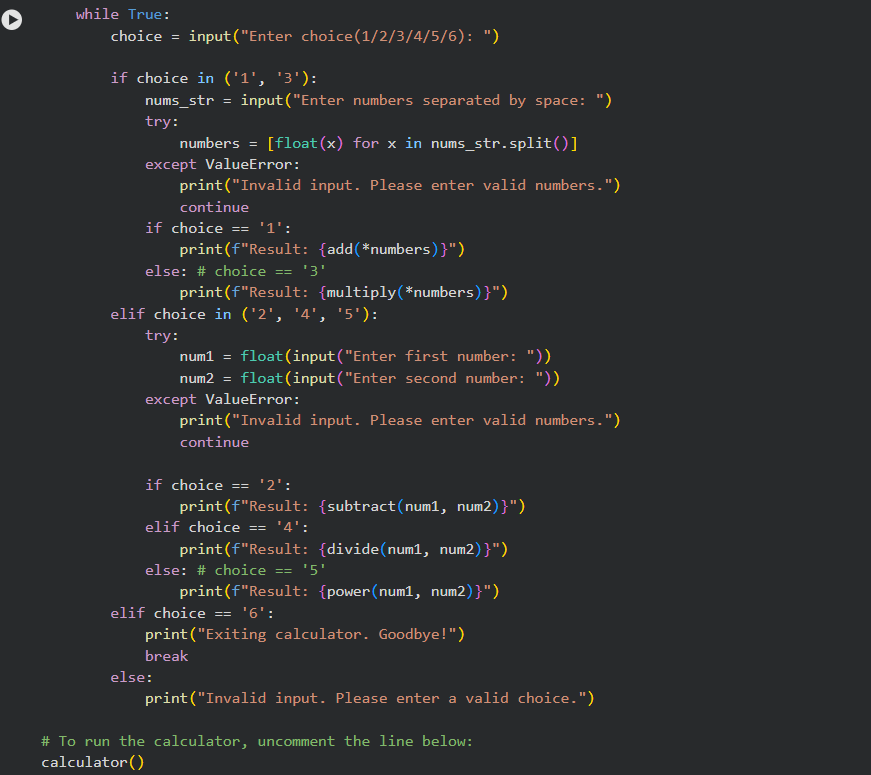 while True:
    choice = input("Enter choice(1/2/3/4/5/6): ")

    if choice in ('1', '3'):
        nums_str = input("Enter numbers separated by space: ")
        try:
            numbers = [float(x) for x in nums_str.split()]
        except ValueError:
            print("Invalid input. Please enter valid numbers.")
            continue
        if choice == '1':
            print(f"Result: {add(*numbers)}")
        else: # choice == '3'
            print(f"Result: {multiply(*numbers)}")
    elif choice in ('2', '4', '5'):
        try:
            num1 = float(input("Enter first number: "))
            num2 = float(input("Enter second number: "))
        except ValueError:
            print("Invalid input. Please enter valid numbers.")
            continue

        if choice == '2':
            print(f"Result: {subtract(num1, num2)}")
        elif choice == '4':
            print(f"Result: {divide(num1, num2)}")
        else: # choice == '5'
            print(f"Result: {power(num1, num2)}")
    elif choice == '6':
        print("Exiting calculator. Goodbye!")
        break
    else:
        print("Invalid input. Please enter a valid choice.")

# To run the calculator, uncomment the line below:
calculator()